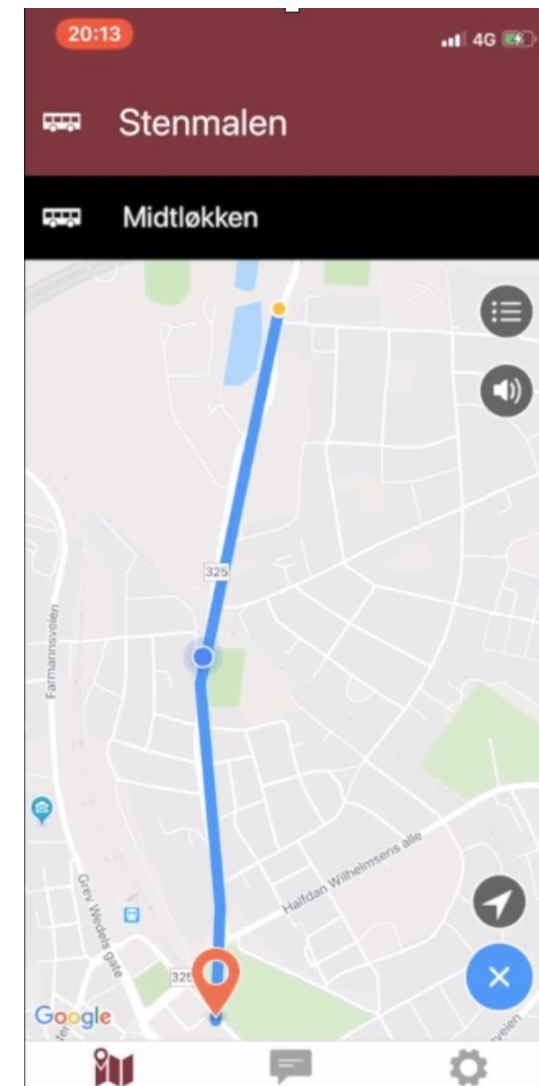 20:13
4G
Stenmalen
Midtløkken
325
Farmannsveien
Halfdan Wilhelmsens alle
Grev Wedels gate
325
Google